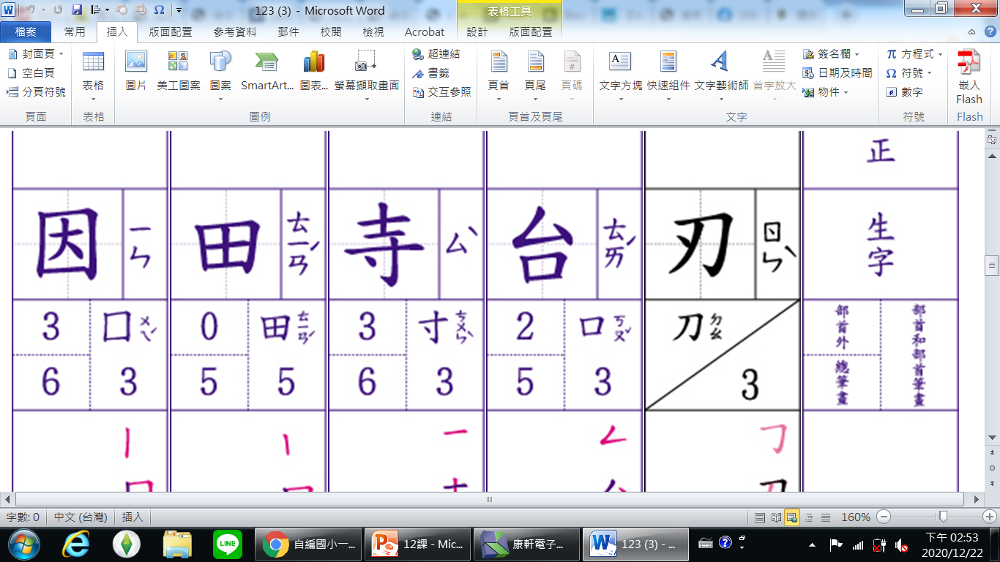 123 (3) - Microsoft Word
表格工具
檔案 常用 插入 版面配置 參考資料 郵件 校閱 檢視 Acrobat 設計 版面配置
封面頁
空白頁
分頁符號
頁面
表格
表格
圖片 美工圖案 圖案 SmartArt... 圖表... 螢幕擷取畫面
圖例
超連結
書籤
交互參照
連結
頁首 頁尾 頁碼
頁首及頁尾
文字方塊 快速組件 文字藝術師 首字放大
簽名欄
日期及時間
物件
文字
π 方程式
Ω 符號
數字
符號
嵌入
Flash
Flash
正
因 ㄧㄣ 田 ㄊㄧㄢˊ 寺 ㄙˋ 台 ㄊㄞˊ 刃 ㄖㄣˋ 生字
3 囗 ㄨㄟˊ 0 田 ㄊㄧㄢˊ 3 寸 ㄘㄨㄣˋ 2 口 ㄎㄡˇ 刀 ㄉㄠ 部首外 部首和部首筆畫
6 3 5 5 6 3 5 3 3 總筆畫
字數: 0 中文 (台灣) 插入 160%
LINE 自編國小一... 12課 - Mic... 康軒電子... 123 (3) - ...
下午 02:53
2020/12/22